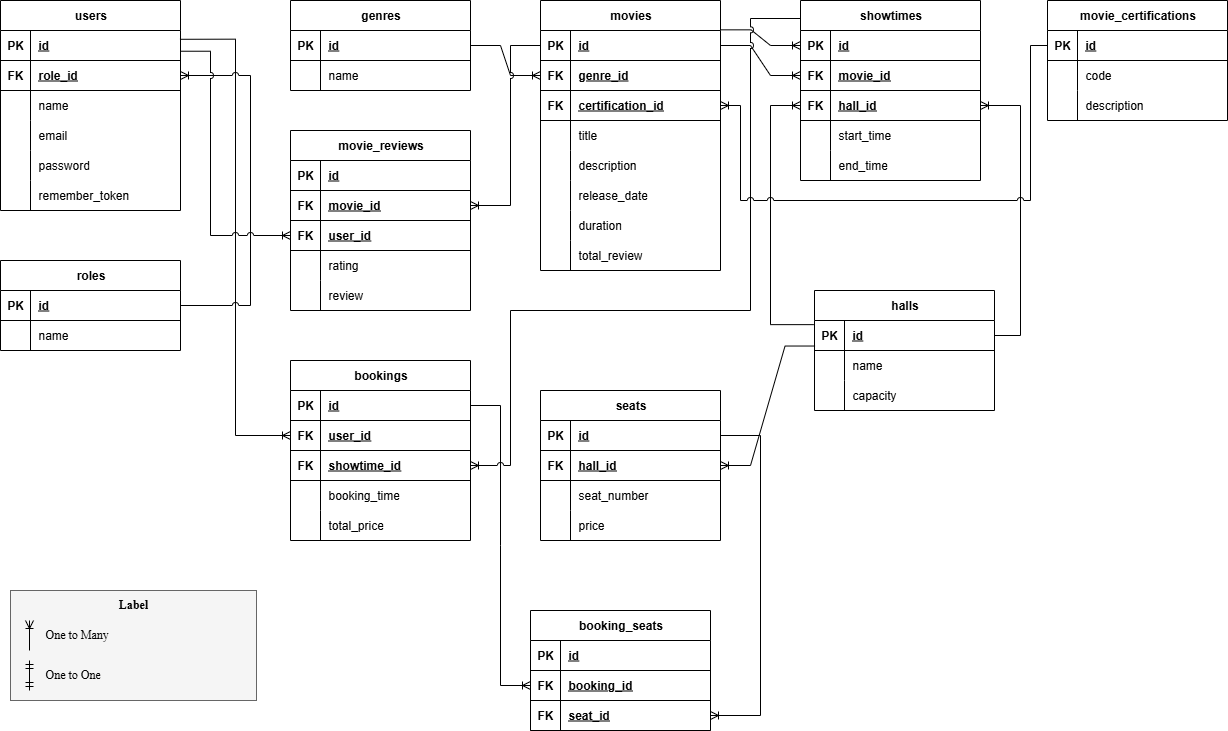 users
PK id
FK role_id
name
email
password
remember_token
genres
PK id
name
movies
PK id
FK genre_id
FK certification_id
title
description
release_date
duration
total_review
showtimes
PK id
FK movie_id
FK hall_id
start_time
end_time
movie_certifications
PK id
code
description
movie_reviews
PK id
FK movie_id
FK user_id
rating
review
roles
PK id
name
halls
PK id
name
capacity
bookings
PK id
FK user_id
FK showtime_id
booking_time
total_price
seats
PK id
FK hall_id
seat_number
price
booking_seats
PK id
FK booking_id
FK seat_id
Label
One to Many
One to One